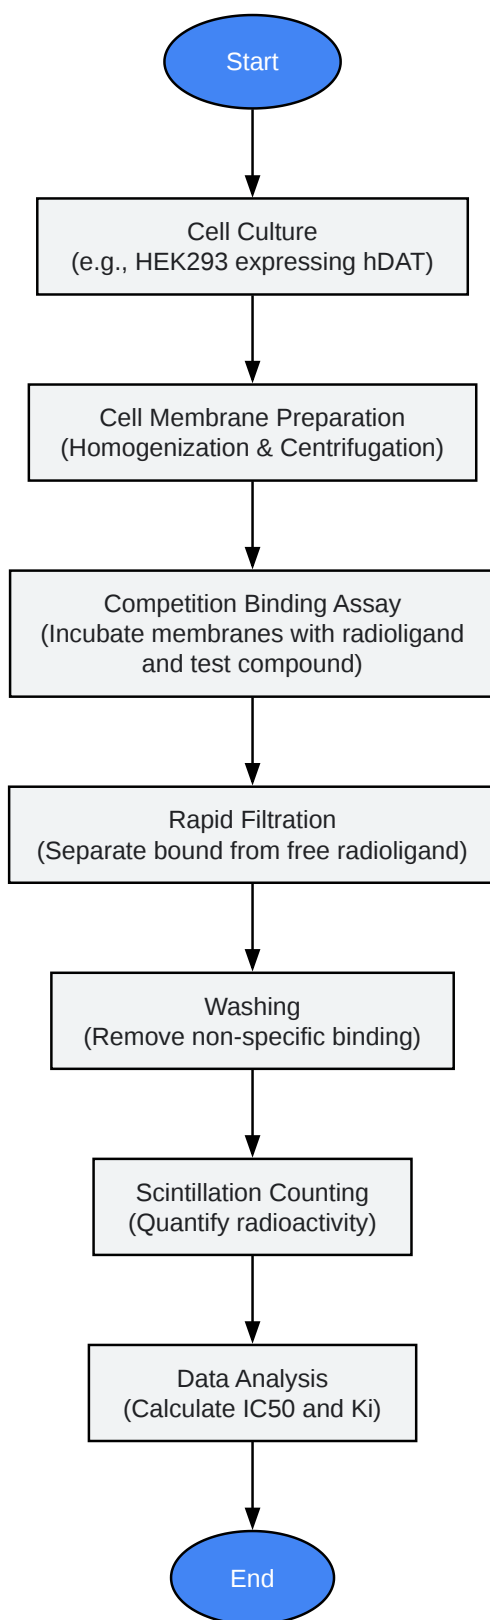 Start
Cell Culture
(e.g., HEK293 expressing hDAT)
Cell Membrane Preparation
(Homogenization & Centrifugation)
Competition Binding Assay
(Incubate membranes with radioligand
and test compound)
Rapid Filtration
(Separate bound from free radioligand)
Washing
(Remove non-specific binding)
Scintillation Counting
(Quantify radioactivity)
Data Analysis
(Calculate IC50 and Ki)
End